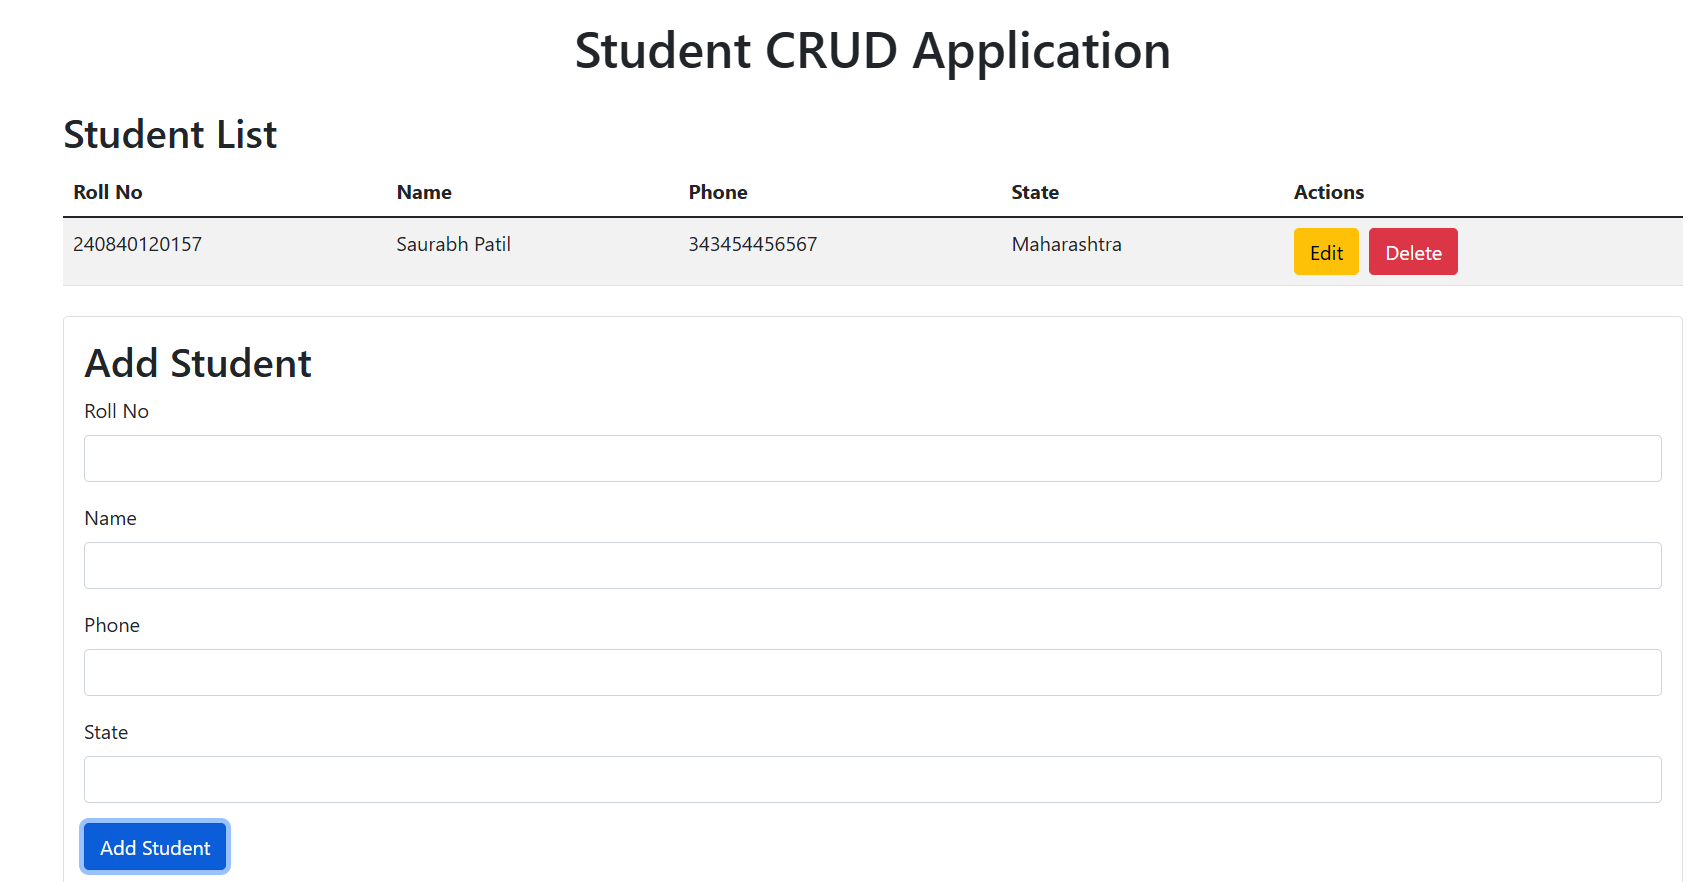 Student CRUD Application
Student List
Roll No Name Phone State Actions
240840120157 Saurabh Patil 343454456567 Maharashtra Edit Delete
Add Student
Roll No
Name
Phone
State
Add Student